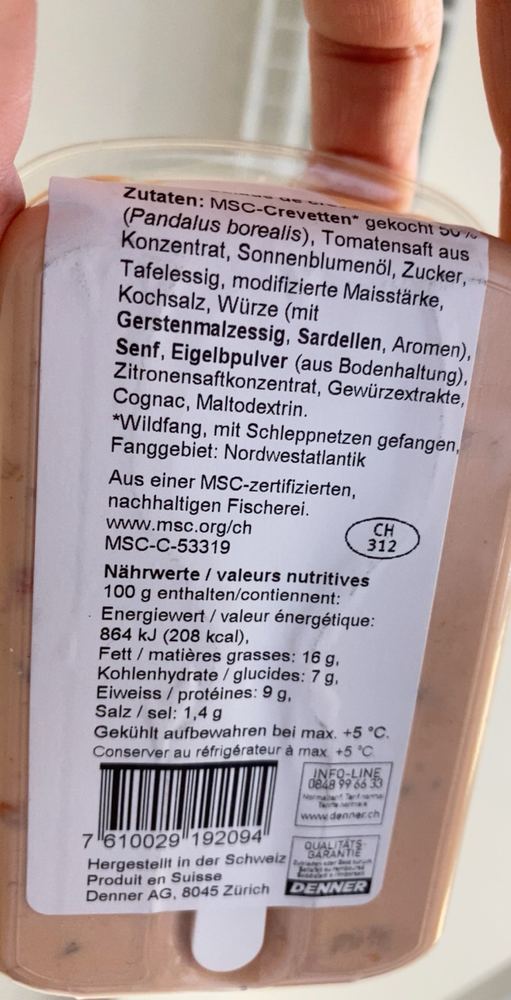 Zutaten: MSC-Crevetten* gekocht 50%
(Pandalus borealis), Tomatensaft aus
Konzentrat, Sonnenblumenöl, Zucker,
Tafelessig, modifizierte Maisstärke,
Kochsalz, Würze (mit
Gerstenmalzessig, Sardellen, Aromen),
Senf, Eigelbpulver (aus Bodenhaltung),
Zitronensaftkonzentrat, Gewürzextrakte,
Cognac, Maltodextrin.
*Wildfang, mit Schleppnetzen gefangen,
Fanggebiet: Nordwestatlantik
Aus einer MSC-zertifizierten,
nachhaltigen Fischerei.
www.msc.org/ch
MSC-C-53319
CH
312
Nährwerte / valeurs nutritives
100 g enthalten/contiennent:
Energiewert / valeur énergétique:
864 kJ (208 kcal),
Fett / matières grasses: 16 g,
Kohlenhydrate / glucides: 7 g,
Eiweiss / protéines: 9 g,
Salz / sel: 1,4 g
Gekühlt aufbewahren bei max. +5 °C.
Conserver au réfrigérateur à max. +5 °C
7 610029 192094
INFO-LINE
0848 99 66 33
www.denner.ch
QUALITÄTS-
GARANTIE
DENNER
Hergestellt in der Schweiz
Produit en Suisse
Denner AG, 8045 Zürich